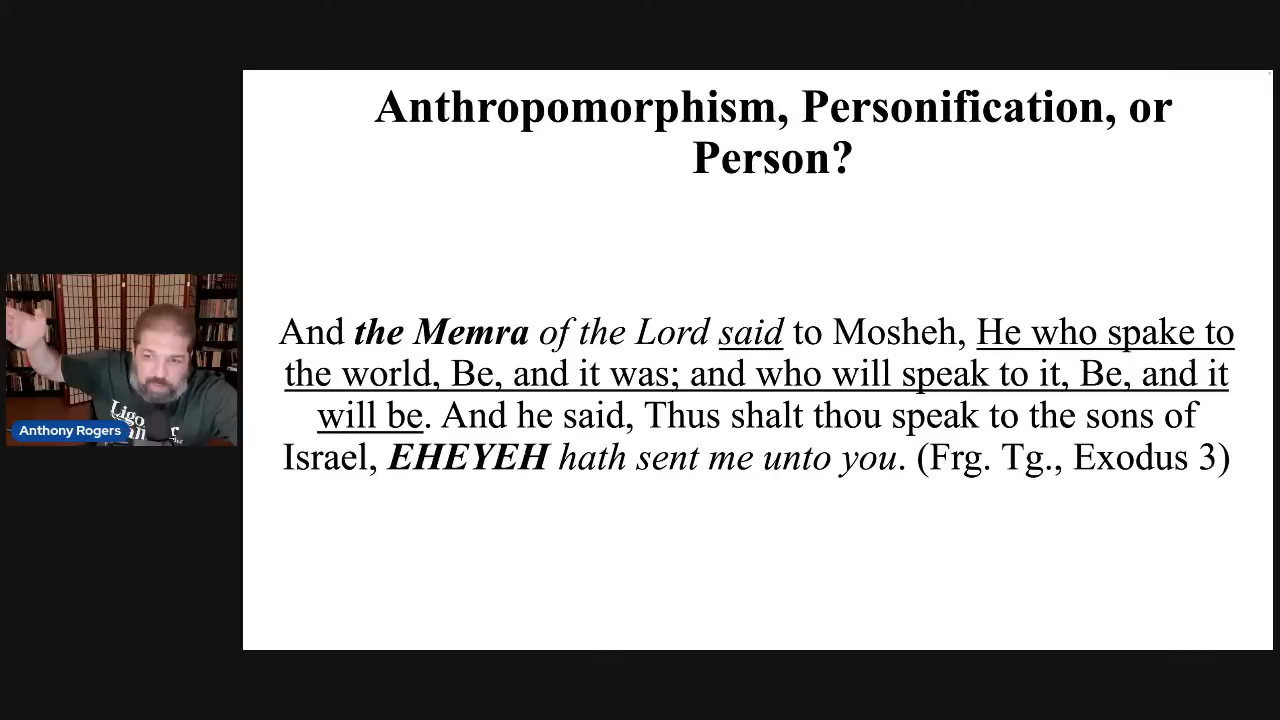 Anthropomorphism, Personification, or
Person?
And the Memra of the Lord said to Mosheh, He who spake to
the world, Be, and it was; and who will speak to it, Be, and it
will be. And he said, Thus shalt thou speak to the sons of
Israel, EHEYEH hath sent me unto you. (Frg. Tg., Exodus 3)
Anthony Rogers